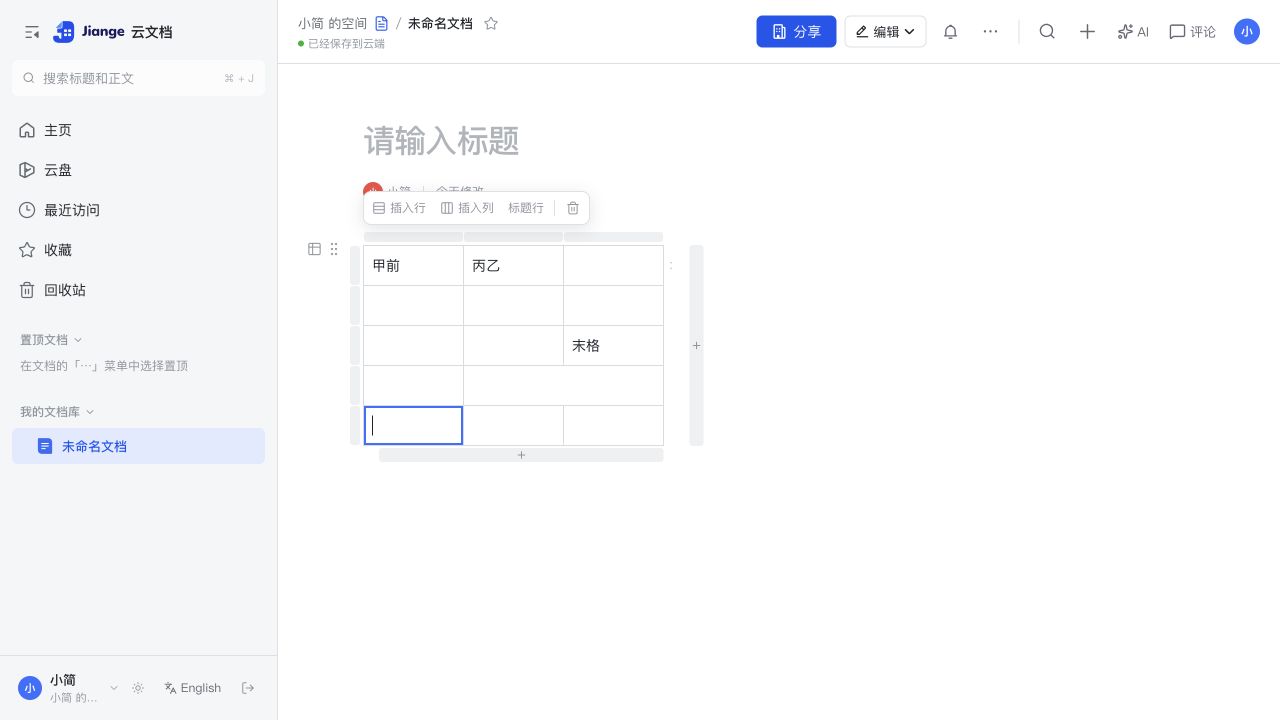 Jiange 云文档
搜索标题和正文 ⌘ + J
主页
云盘
最近访问
收藏
回收站
置顶文档
在文档的「···」菜单中选择置顶
我的文档库
未命名文档
小简
小简 的...
English
小简 的空间 / 未命名文档
已经保存到云端
分享
编辑
AI
评论
小
请输入标题
插入行 插入列 标题行
甲前 丙乙
末格